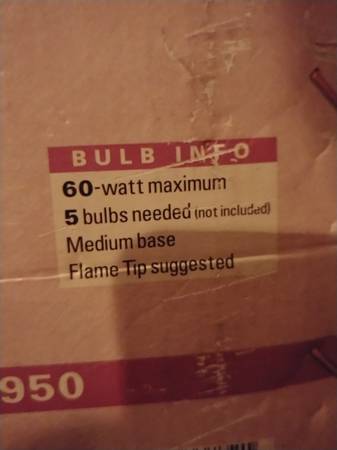 BULB INFO
60-watt maximum
5 bulbs needed (not included)
Medium base
Flame Tip suggested
950